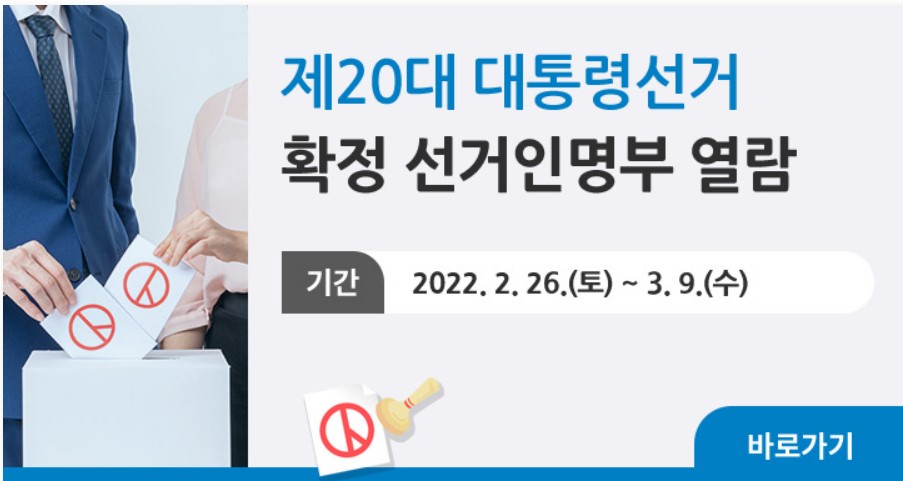 제20대 대통령선거
확정 선거인명부 열람
기간 2022. 2. 26.(토) ~ 3. 9.(수)
바로가기